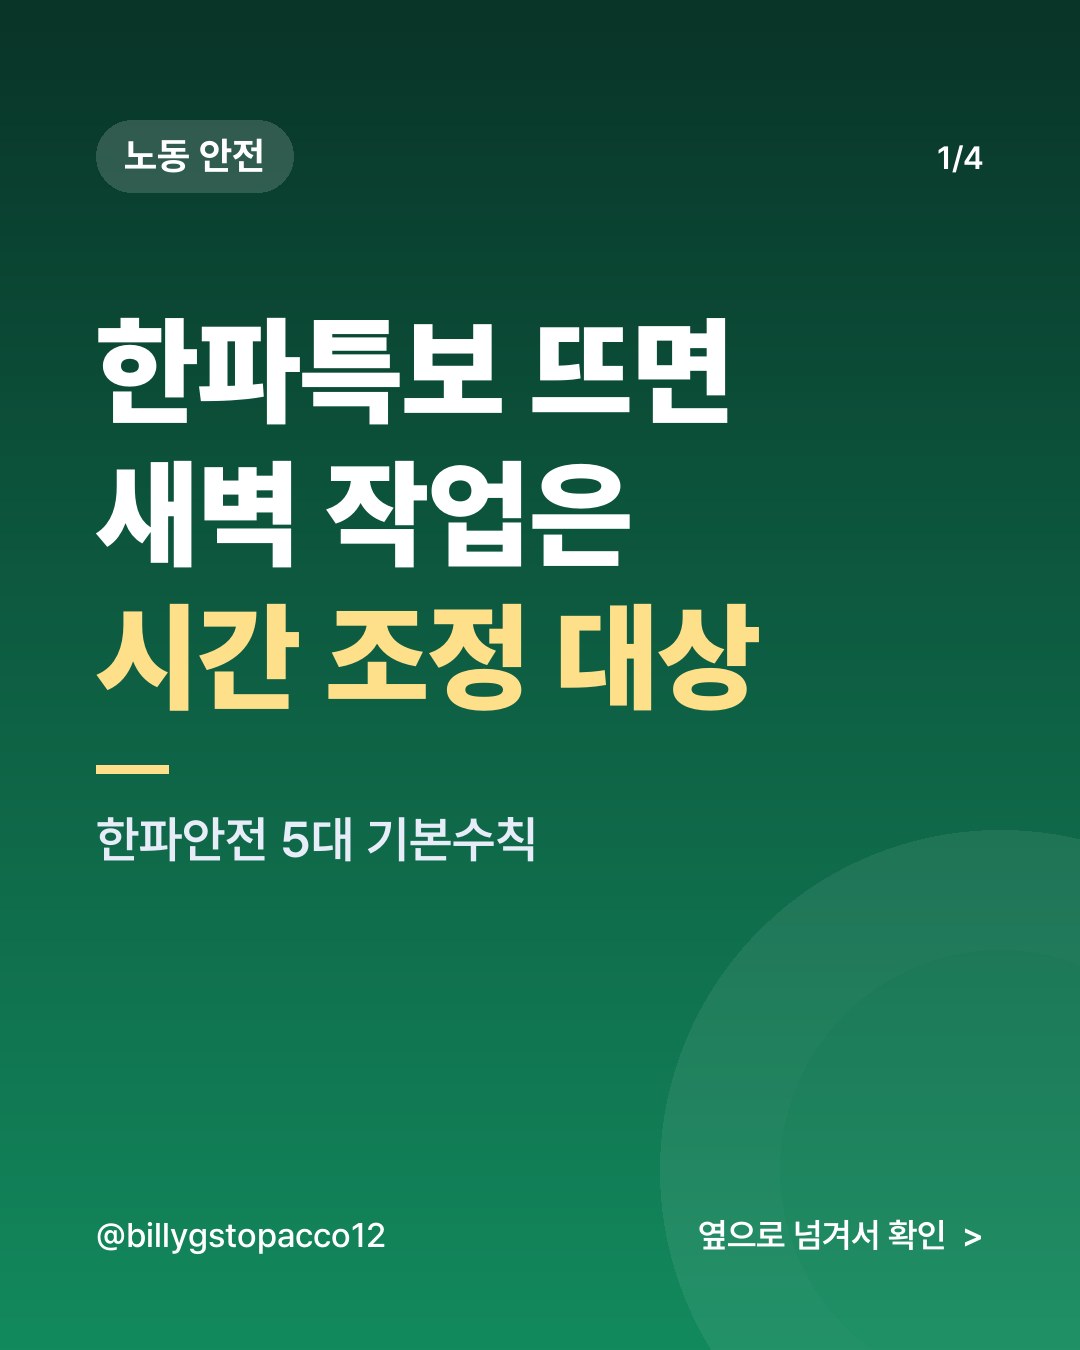 노동 안전
1/4
한파특보 뜨면
새벽 작업은
시간 조정 대상
한파안전 5대 기본수칙
@billygstopacco12
옆으로 넘겨서 확인 >